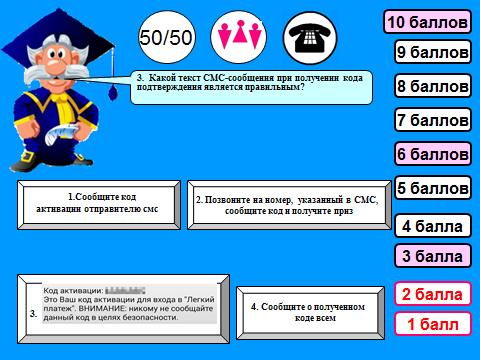 50/50
10 баллов
9 баллов
8 баллов
7 баллов
6 баллов
5 баллов
4 балла
3 балла
2 балла
1 балл
3. Какой текст СМС-сообщения при получении кода
подтверждения является правильным?
1.Сообщите код
активации отправителю смс
2. Позвоните на номер, указанный в СМС,
сообщите код и получите приз
3.
Код активации:
Это Ваш код активации для входа в "Легкий
платеж". ВНИМАНИЕ: никому не сообщайте
данный код в целях безопасности.
4. Сообщите о полученном
коде всем